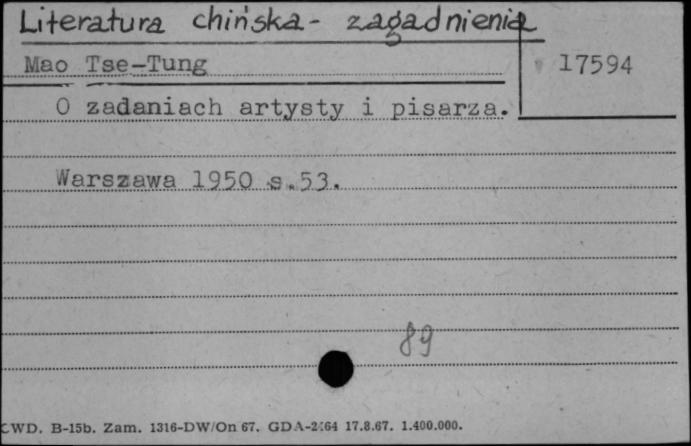 Literatura chińska - zagadnienia
Mao Tse-Tung
17594
O zadaniach artysty i pisarza.
Warszawa 1950 s.53.
89
CWD. B-15b. Zam. 1316-DW/On 67. GDA-2164 17.8.67. 1.400.000.